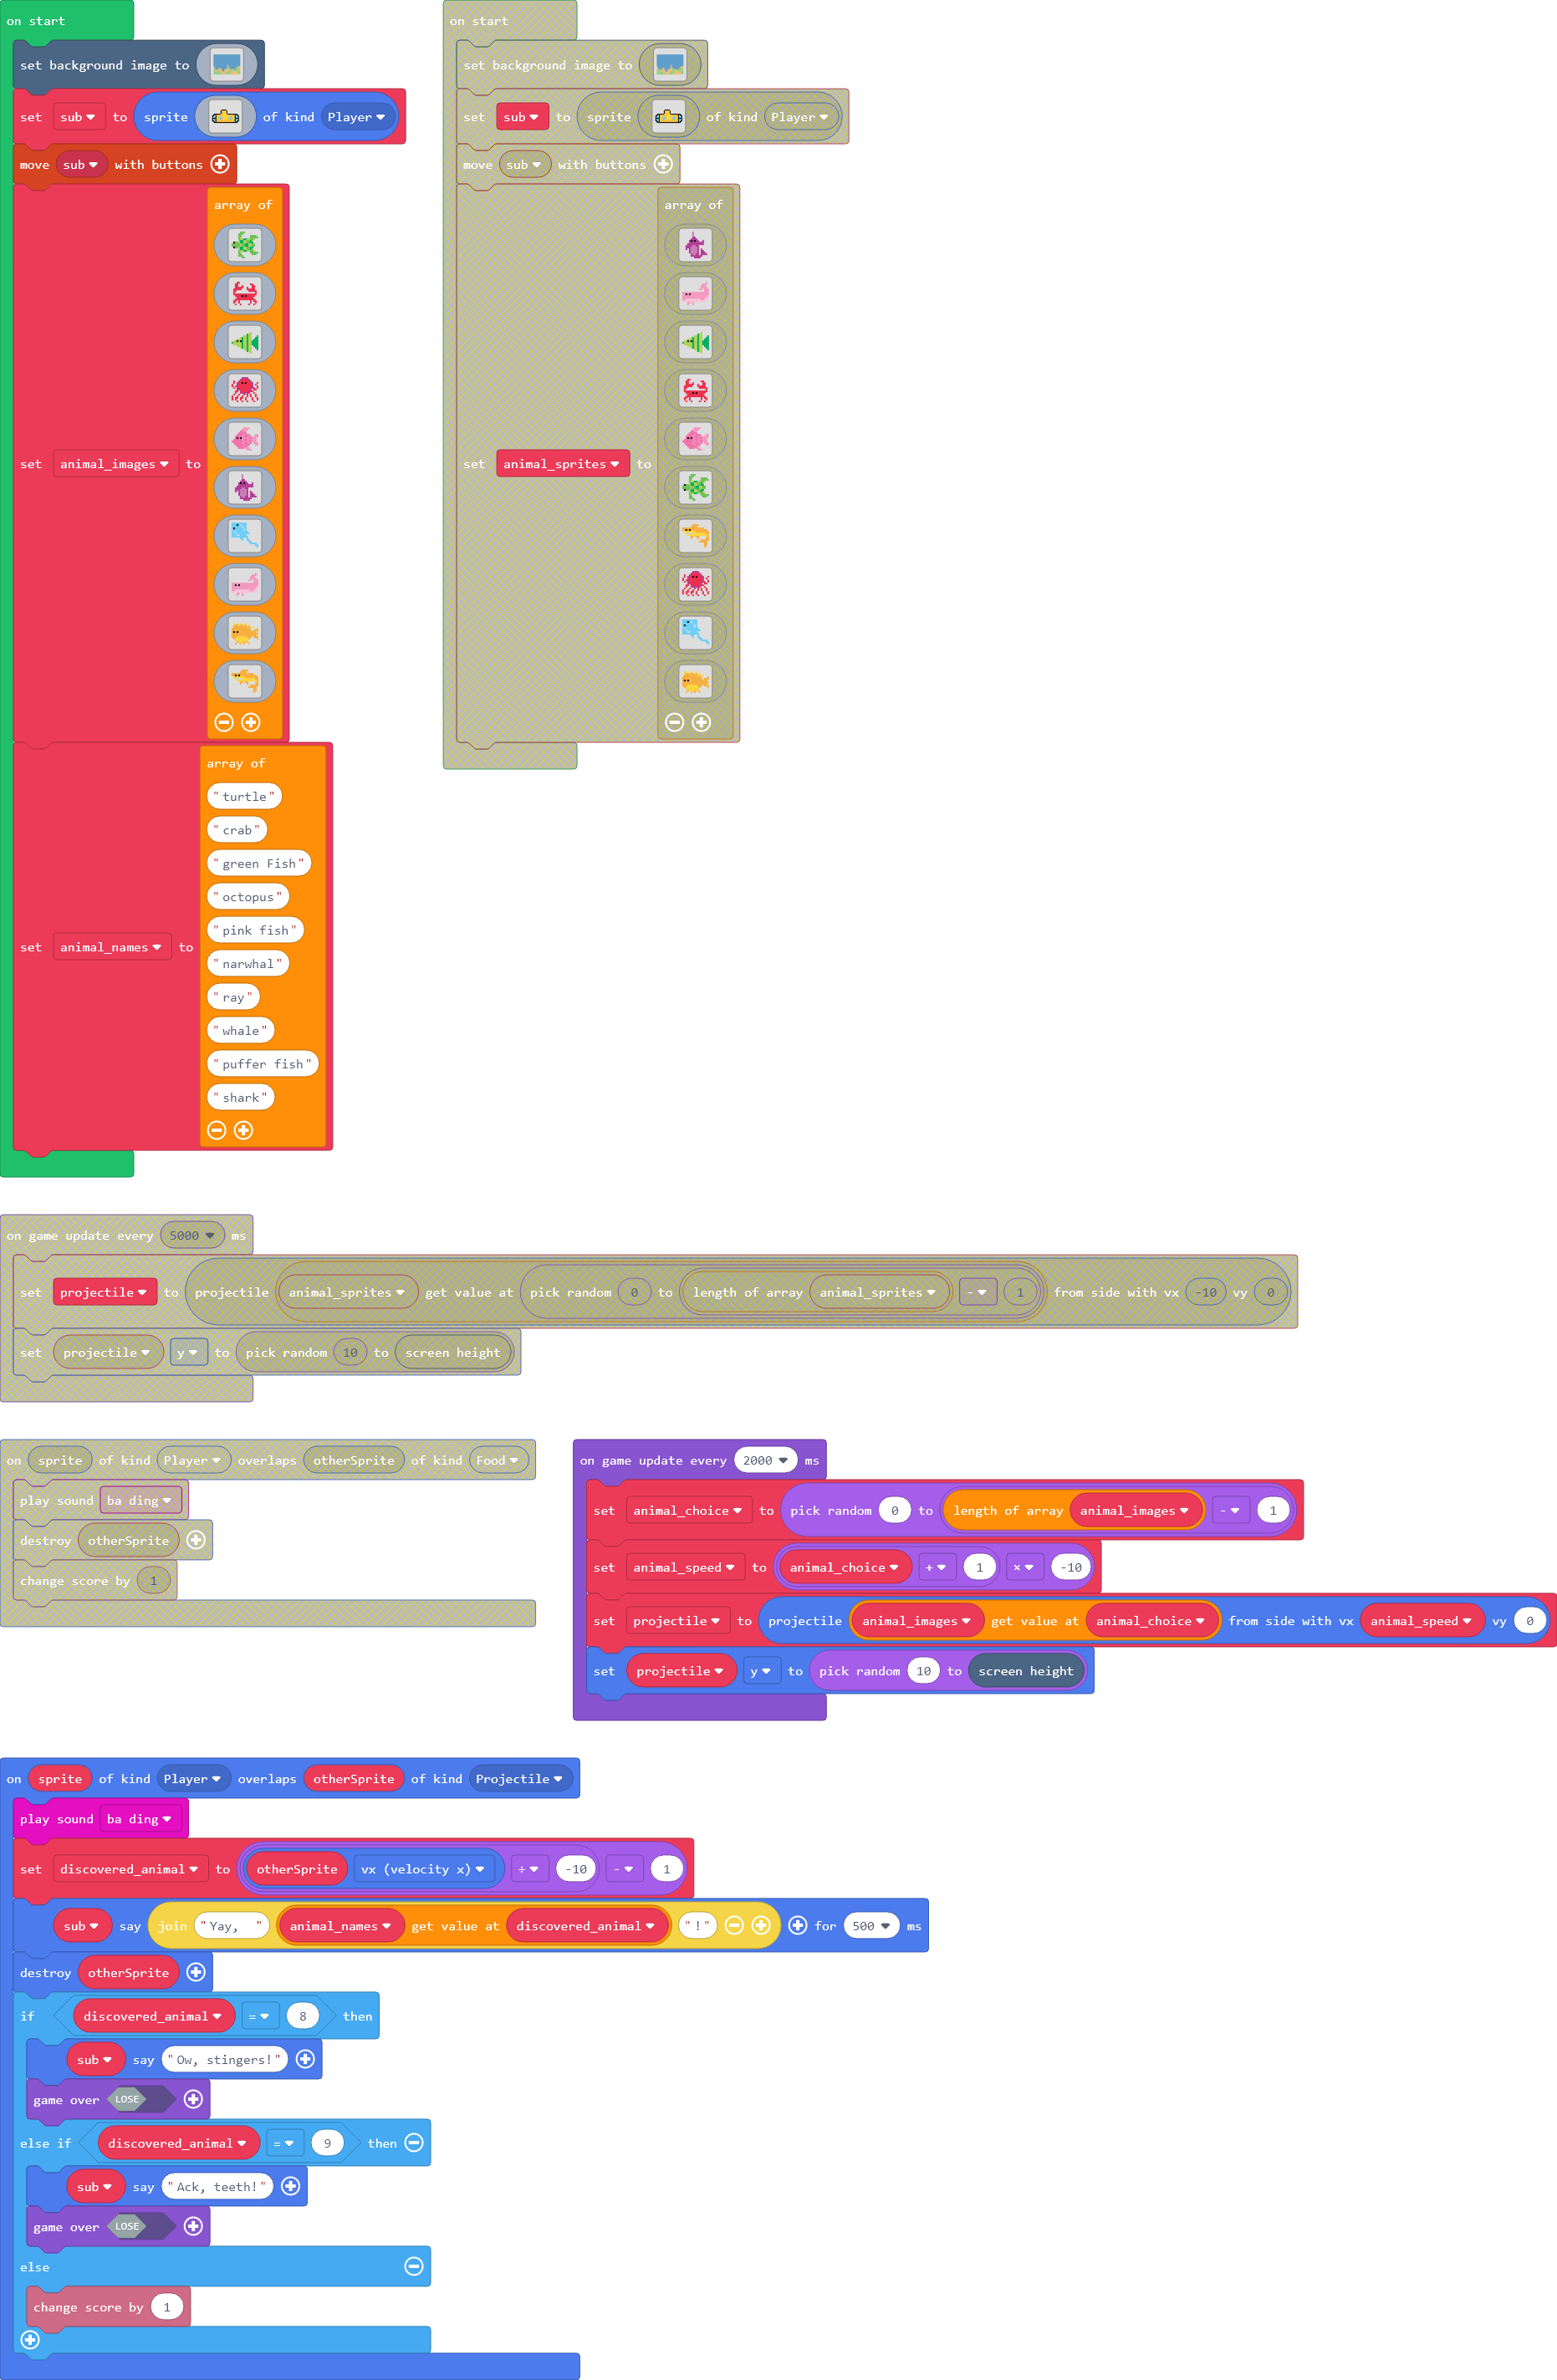 on start
set background image to
set sub to sprite of kind Player
move sub with buttons
set animal_images to array of
set animal_names to array of
"turtle"
"crab"
"green Fish"
"octopus"
"pink fish"
"narwhal"
"ray"
"whale"
"puffer fish"
"shark"
on start
set background image to
set sub to sprite of kind Player
move sub with buttons
set animal_sprites to array of
on game update every 5000 ms
set projectile to projectile animal_sprites get value at pick random 0 to length of array animal_sprites - 1 from side with vx -10 vy 0
set projectile y to pick random 10 to screen height
on sprite of kind Player overlaps otherSprite of kind Food
play sound ba ding
destroy otherSprite
change score by 1
on game update every 2000 ms
set animal_choice to pick random 0 to length of array animal_images - 1
set animal_speed to animal_choice + 1 × -10
set projectile to projectile animal_images get value at animal_choice from side with vx animal_speed vy 0
set projectile y to pick random 10 to screen height
on sprite of kind Player overlaps otherSprite of kind Projectile
play sound ba ding
set discovered_animal to otherSprite vx (velocity x) ÷ -10 - 1
sub say join "Yay, " animal_names get value at discovered_animal "!" for 500 ms
destroy otherSprite
if discovered_animal = 8 then
sub say "Ow, stingers!"
game over LOSE
else if discovered_animal = 9 then
sub say "Ack, teeth!"
game over LOSE
else
change score by 1